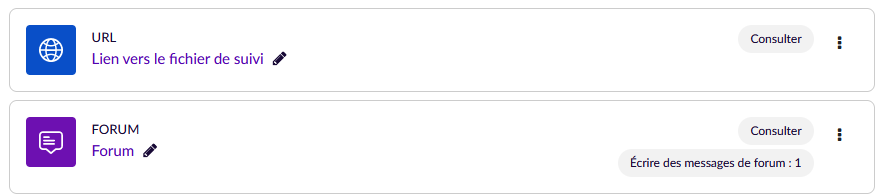 URL
Consulter
Lien vers le fichier de suivi
FORUM
Consulter
Forum
Écrire des messages de forum : 1